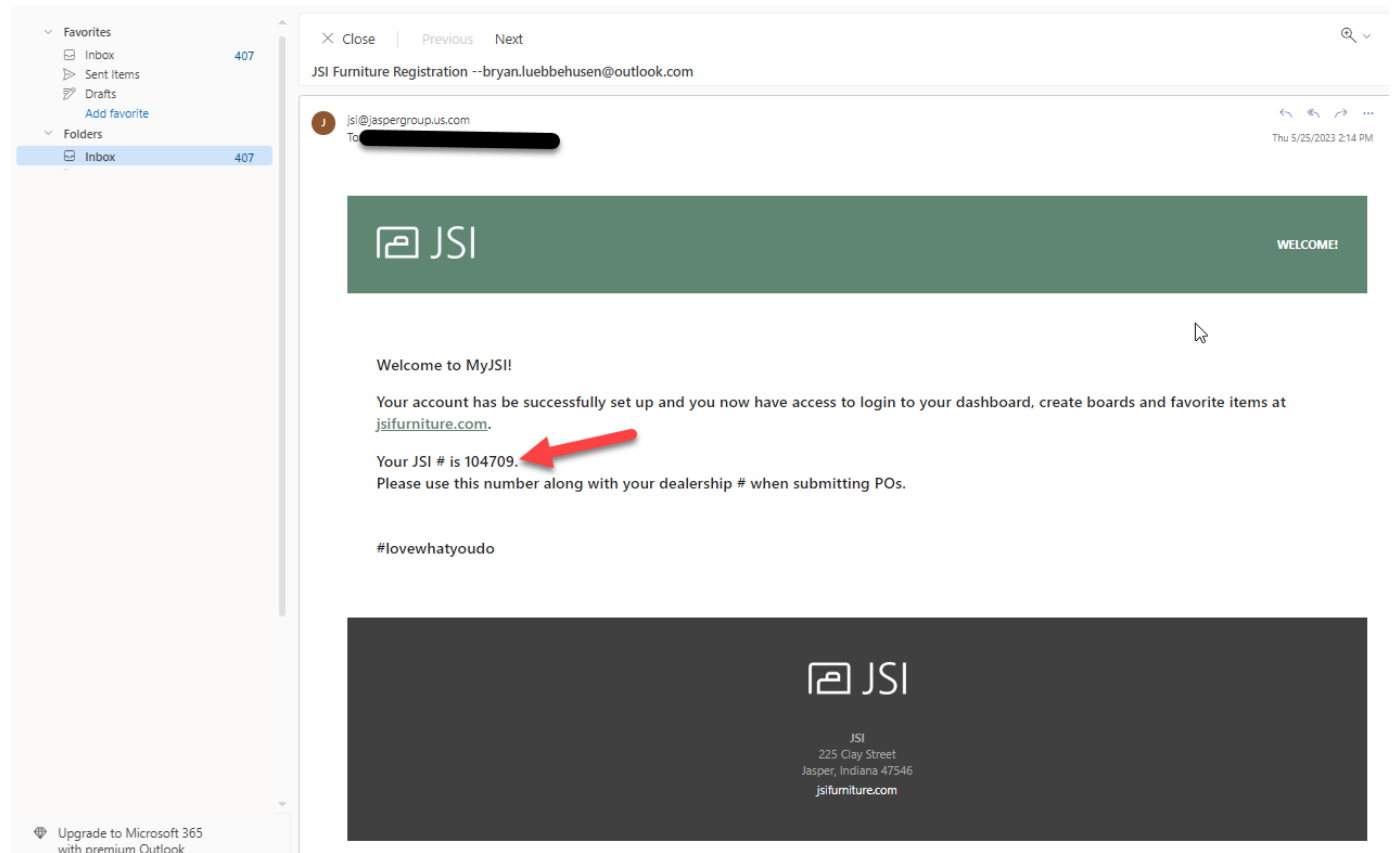 Favorites
Inbox 407
Sent Items
Drafts
Add favorite
Folders
Inbox 407
Upgrade to Microsoft 365
with premium Outlook
Close Previous Next
JSI Furniture Registration --bryan.luebbehusen@outlook.com
J jsi@jaspergroup.us.com
To
Thu 5/25/2023 2:14 PM
JSI WELCOME!
Welcome to MyJSI!
Your account has be successfully set up and you now have access to login to your dashboard, create boards and favorite items at
jsifurniture.com.
Your JSI # is 104709.
Please use this number along with your dealership # when submitting POs.
#lovewhatyoudo
JSI
JSI
225 Clay Street
Jasper, Indiana 47546
jsifurniture.com